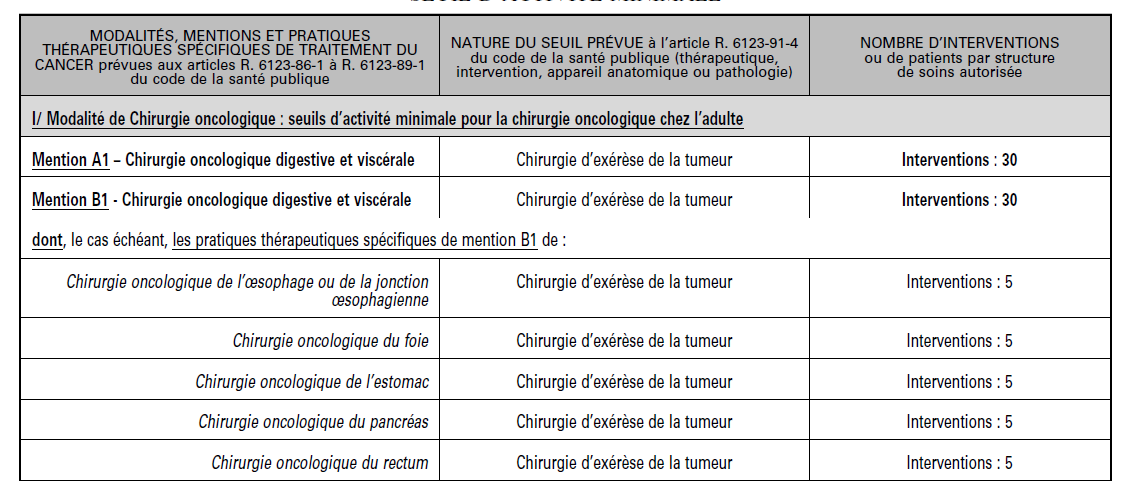 SEUIL D'ACTIVITÉ MINIMALE
MODALITÉS, MENTIONS ET PRATIQUES
THÉRAPEUTIQUES SPÉCIFIQUES DE TRAITEMENT DU
CANCER prévues aux articles R. 6123-86-1 à R. 6123-89-1
du code de la santé publique
NATURE DU SEUIL PRÉVUE à l'article R. 6123-91-4
du code de la santé publique (thérapeutique,
intervention, appareil anatomique ou pathologie)
NOMBRE D'INTERVENTIONS
ou de patients par structure
de soins autorisée
I/ Modalité de Chirurgie oncologique : seuils d'activité minimale pour la chirurgie oncologique chez l'adulte
Mention A1 – Chirurgie oncologique digestive et viscérale
Chirurgie d'exérèse de la tumeur
Interventions : 30
Mention B1 - Chirurgie oncologique digestive et viscérale
Chirurgie d'exérèse de la tumeur
Interventions : 30
dont, le cas échéant, les pratiques thérapeutiques spécifiques de mention B1 de :
Chirurgie oncologique de l'œsophage ou de la jonction
œsophagienne
Chirurgie d'exérèse de la tumeur
Interventions : 5
Chirurgie oncologique du foie
Chirurgie d'exérèse de la tumeur
Interventions : 5
Chirurgie oncologique de l'estomac
Chirurgie d'exérèse de la tumeur
Interventions : 5
Chirurgie oncologique du pancréas
Chirurgie d'exérèse de la tumeur
Interventions : 5
Chirurgie oncologique du rectum
Chirurgie d'exérèse de la tumeur
Interventions : 5